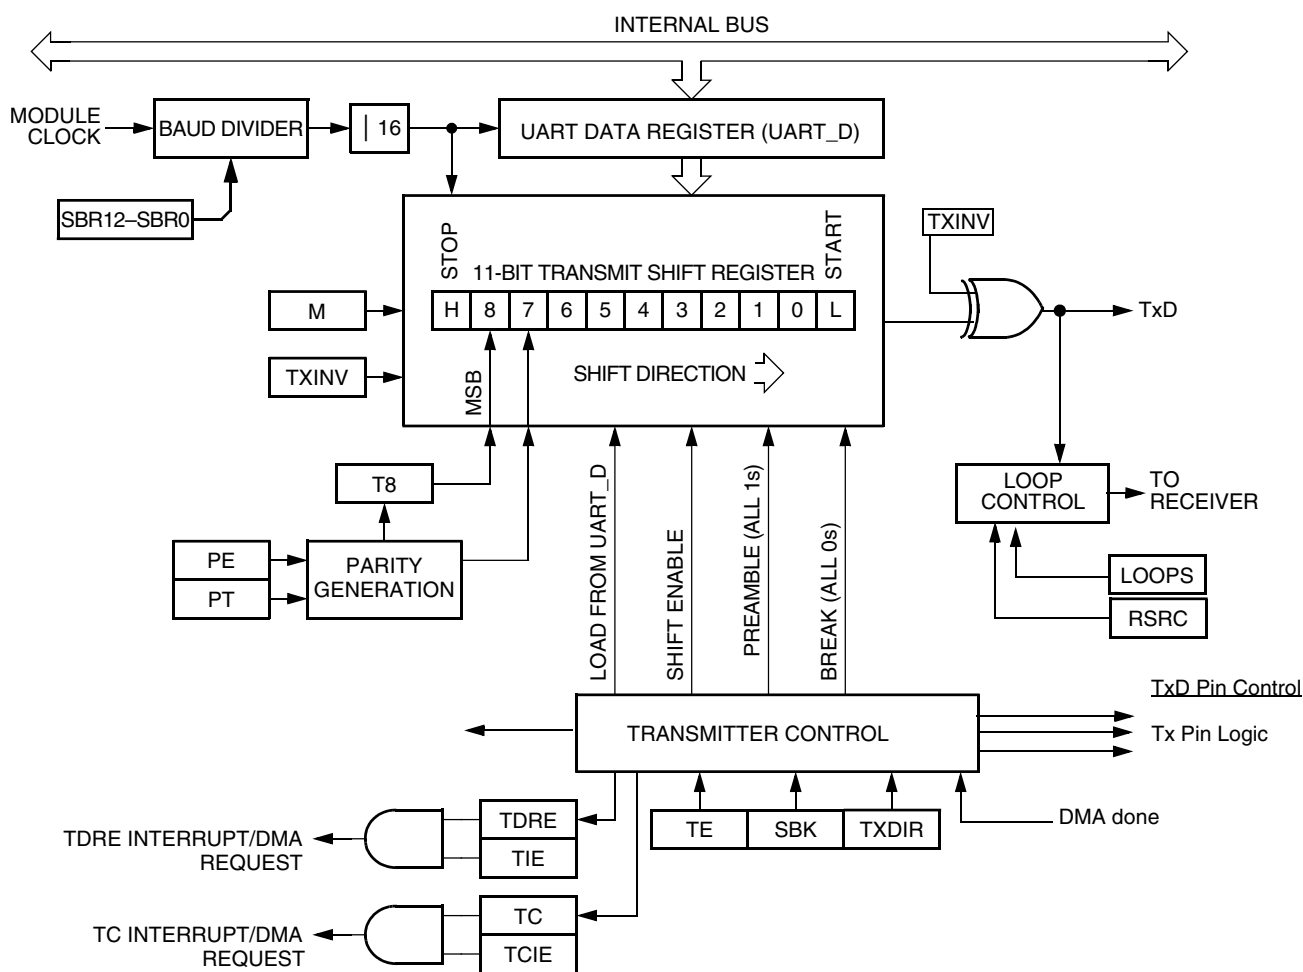 INTERNAL BUS
MODULE
CLOCK
BAUD DIVIDER
| 16
UART DATA REGISTER (UART_D)
SBR12–SBR0
STOP
11-BIT TRANSMIT SHIFT REGISTER
START
TXINV
H 8 7 6 5 4 3 2 1 0 L
M
TxD
TXINV
MSB
SHIFT DIRECTION
T8
LOAD FROM UART_D
SHIFT ENABLE
PREAMBLE (ALL 1s)
BREAK (ALL 0s)
LOOP
CONTROL
TO
RECEIVER
PE
PT
PARITY
GENERATION
LOOPS
RSRC
TRANSMITTER CONTROL
TxD Pin Control
Tx Pin Logic
TE
SBK
TXDIR
DMA done
TDRE
TIE
TDRE INTERRUPT/DMA
REQUEST
TC
TCIE
TC INTERRUPT/DMA
REQUEST